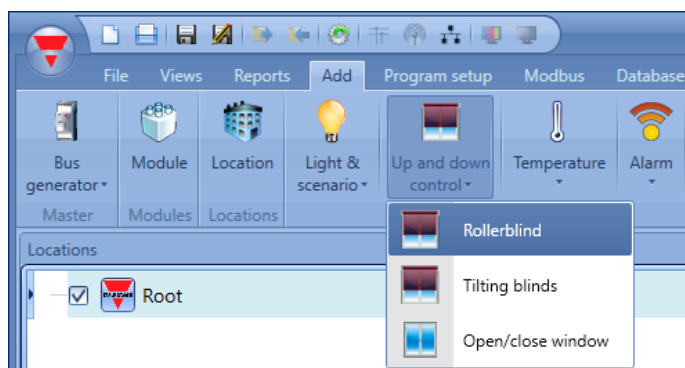 File Views Reports Add Program setup Modbus Database
Bus generator
Module
Location
Light & scenario
Up and down control
Temperature
Alarm
Master
Modules
Locations
Rollerblind
Tilting blinds
Open/close window
Locations
Root